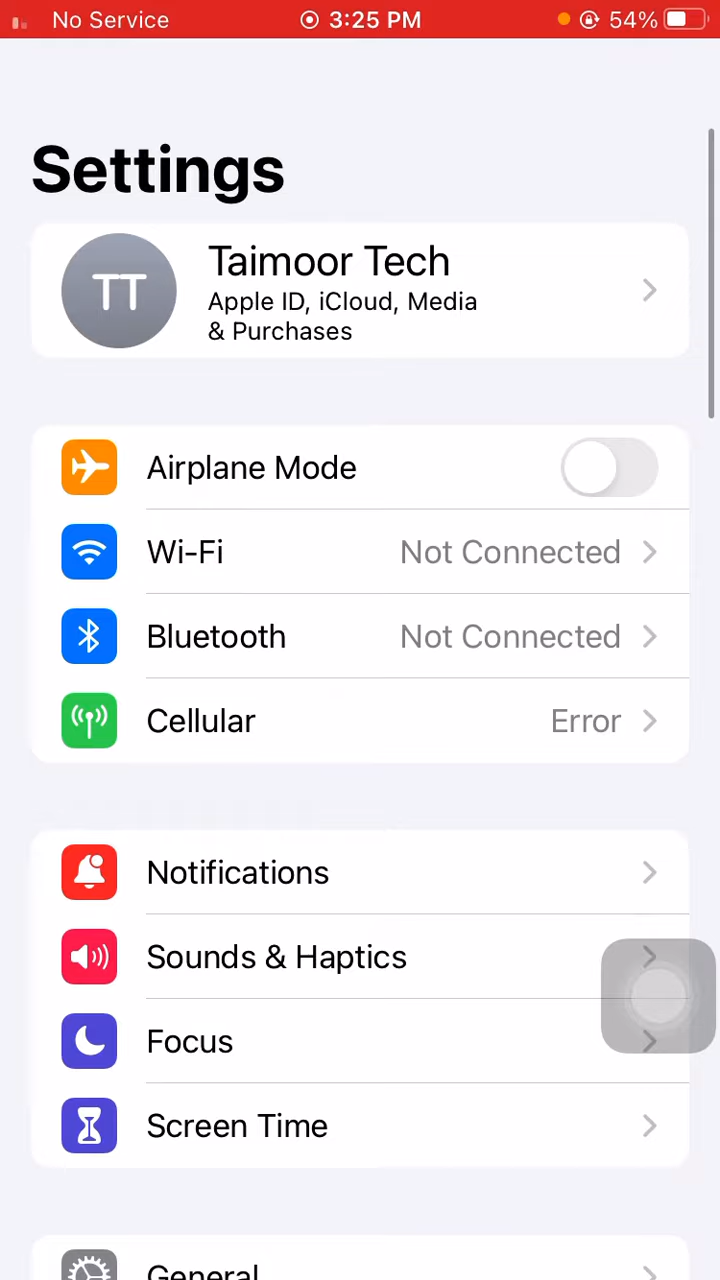 No Service 3:25 PM 54%
Settings
TT
Taimoor Tech
Apple ID, iCloud, Media
& Purchases
Airplane Mode
Wi-Fi Not Connected
Bluetooth Not Connected
Cellular Error
Notifications
Sounds & Haptics
Focus
Screen Time
General